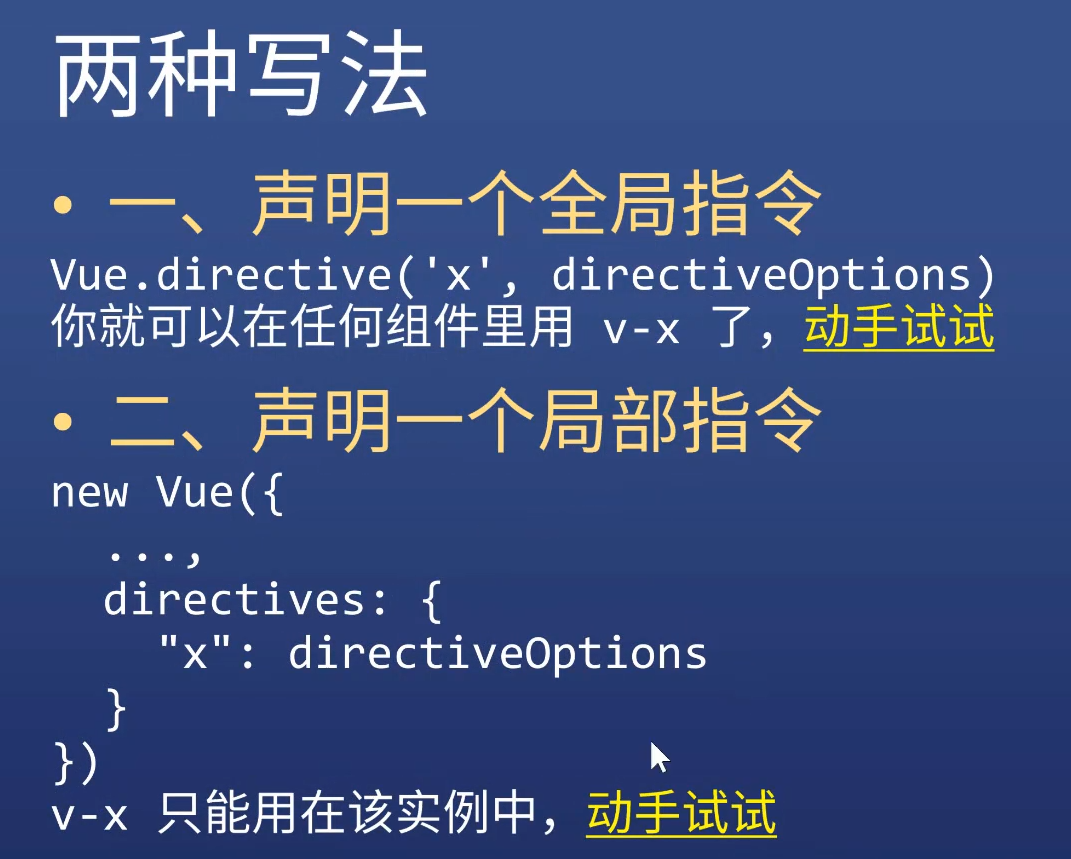 两种写法
• 一、声明一个全局指令
Vue.directive('x', directiveOptions)
你就可以在任何组件里用 v-x 了，动手试试
• 二、声明一个局部指令
new Vue({
  ...,
  directives: {
    "x": directiveOptions
  }
})
v-x 只能用在该实例中，动手试试